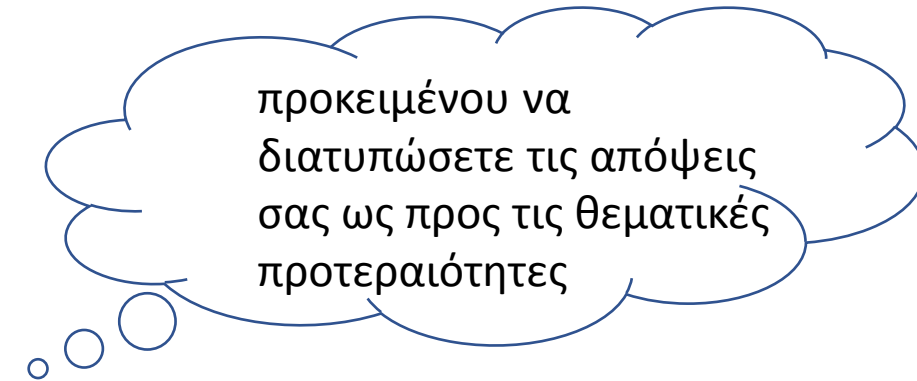 προκειμένου να
διατυπώσετε τις απόψεις
σας ως προς τις θεματικές
προτεραιότητες